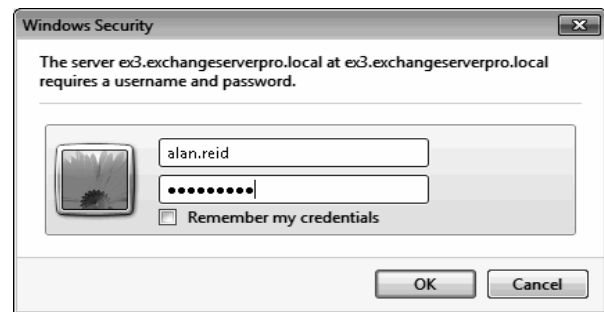 Windows Security
The server ex3.exchangeserverpro.local at ex3.exchangeserverpro.local
requires a username and password.
alan.reid
•••••••••
Remember my credentials
OK Cancel